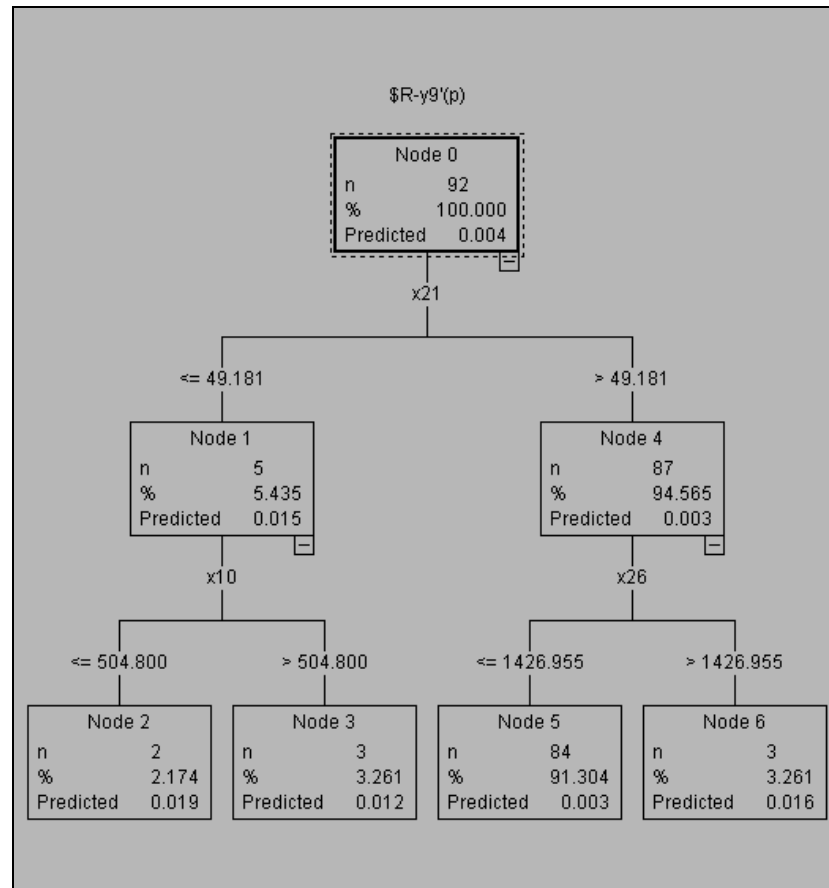 $R-y9'(p)
Node 0
n 92
% 100.000
Predicted 0.004
x21
<= 49.181
> 49.181
Node 1
n 5
% 5.435
Predicted 0.015
Node 4
n 87
% 94.565
Predicted 0.003
x10
x26
<= 504.800
> 504.800
<= 1426.955
> 1426.955
Node 2
n 2
% 2.174
Predicted 0.019
Node 3
n 3
% 3.261
Predicted 0.012
Node 5
n 84
% 91.304
Predicted 0.003
Node 6
n 3
% 3.261
Predicted 0.016